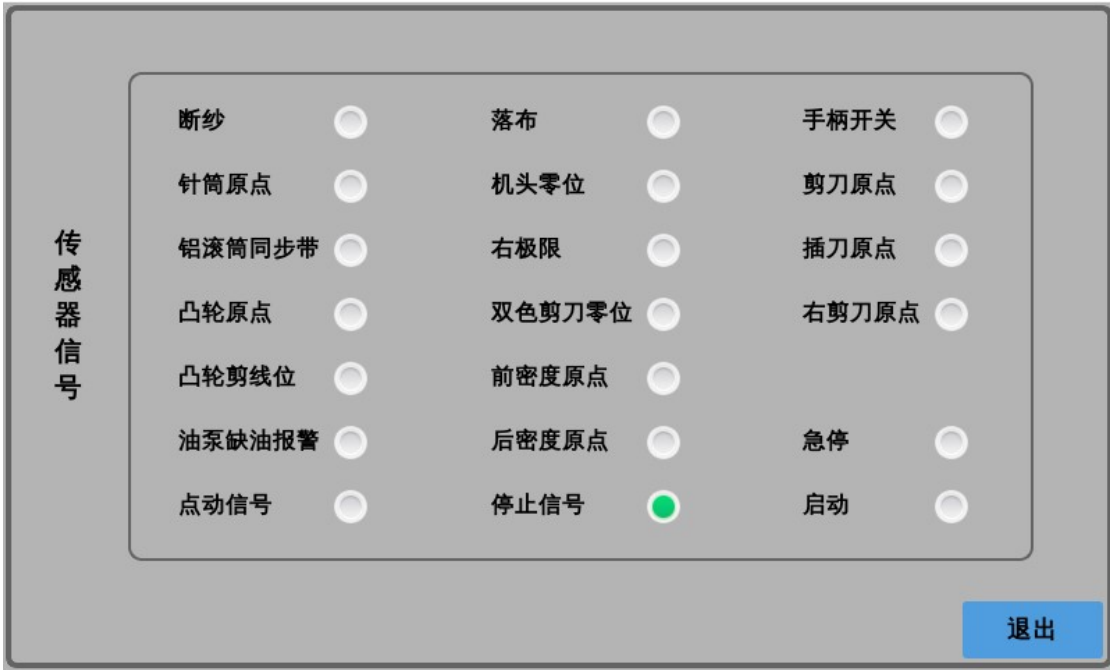 传感器信号
断纱
落布
手柄开关
针筒原点
机头零位
剪刀原点
铝滚筒同步带
右极限
插刀原点
凸轮原点
双色剪刀零位
右剪刀原点
凸轮剪线位
前密度原点
油泵缺油报警
后密度原点
急停
点动信号
停止信号
启动
退出